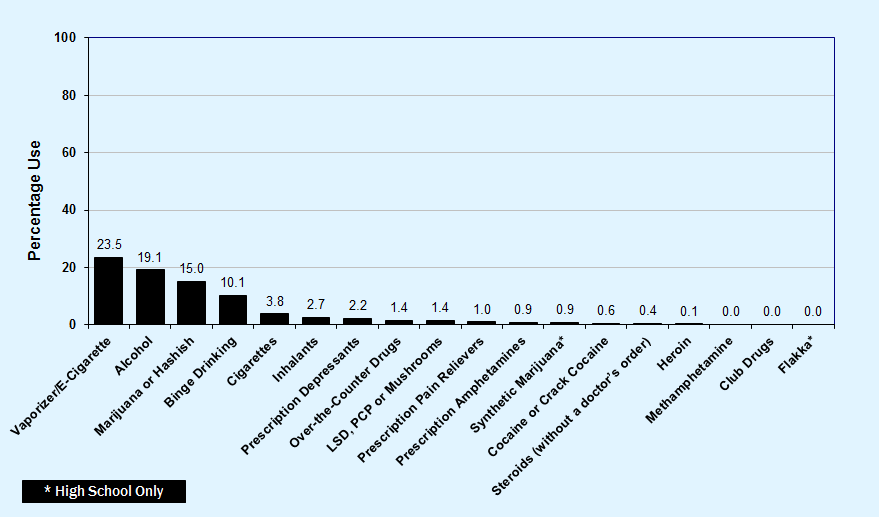 100
80
60
40
20
0
Percentage Use
23.5
19.1
15.0
10.1
3.8
2.7
2.2
1.4
1.4
1.0
0.9
0.9
0.6
0.4
0.1
0.0
0.0
0.0
Vaporizer/E-Cigarette
Alcohol
Marijuana or Hashish
Binge Drinking
Cigarettes
Inhalants
Prescription Depressants
Over-the-Counter Drugs
LSD, PCP or Mushrooms
Prescription Pain Relievers
Prescription Amphetamines
Synthetic Marijuana*
Cocaine or Crack Cocaine
Steroids (without a doctor's order)
Heroin
Methamphetamine
Club Drugs
Flakka*
* High School Only